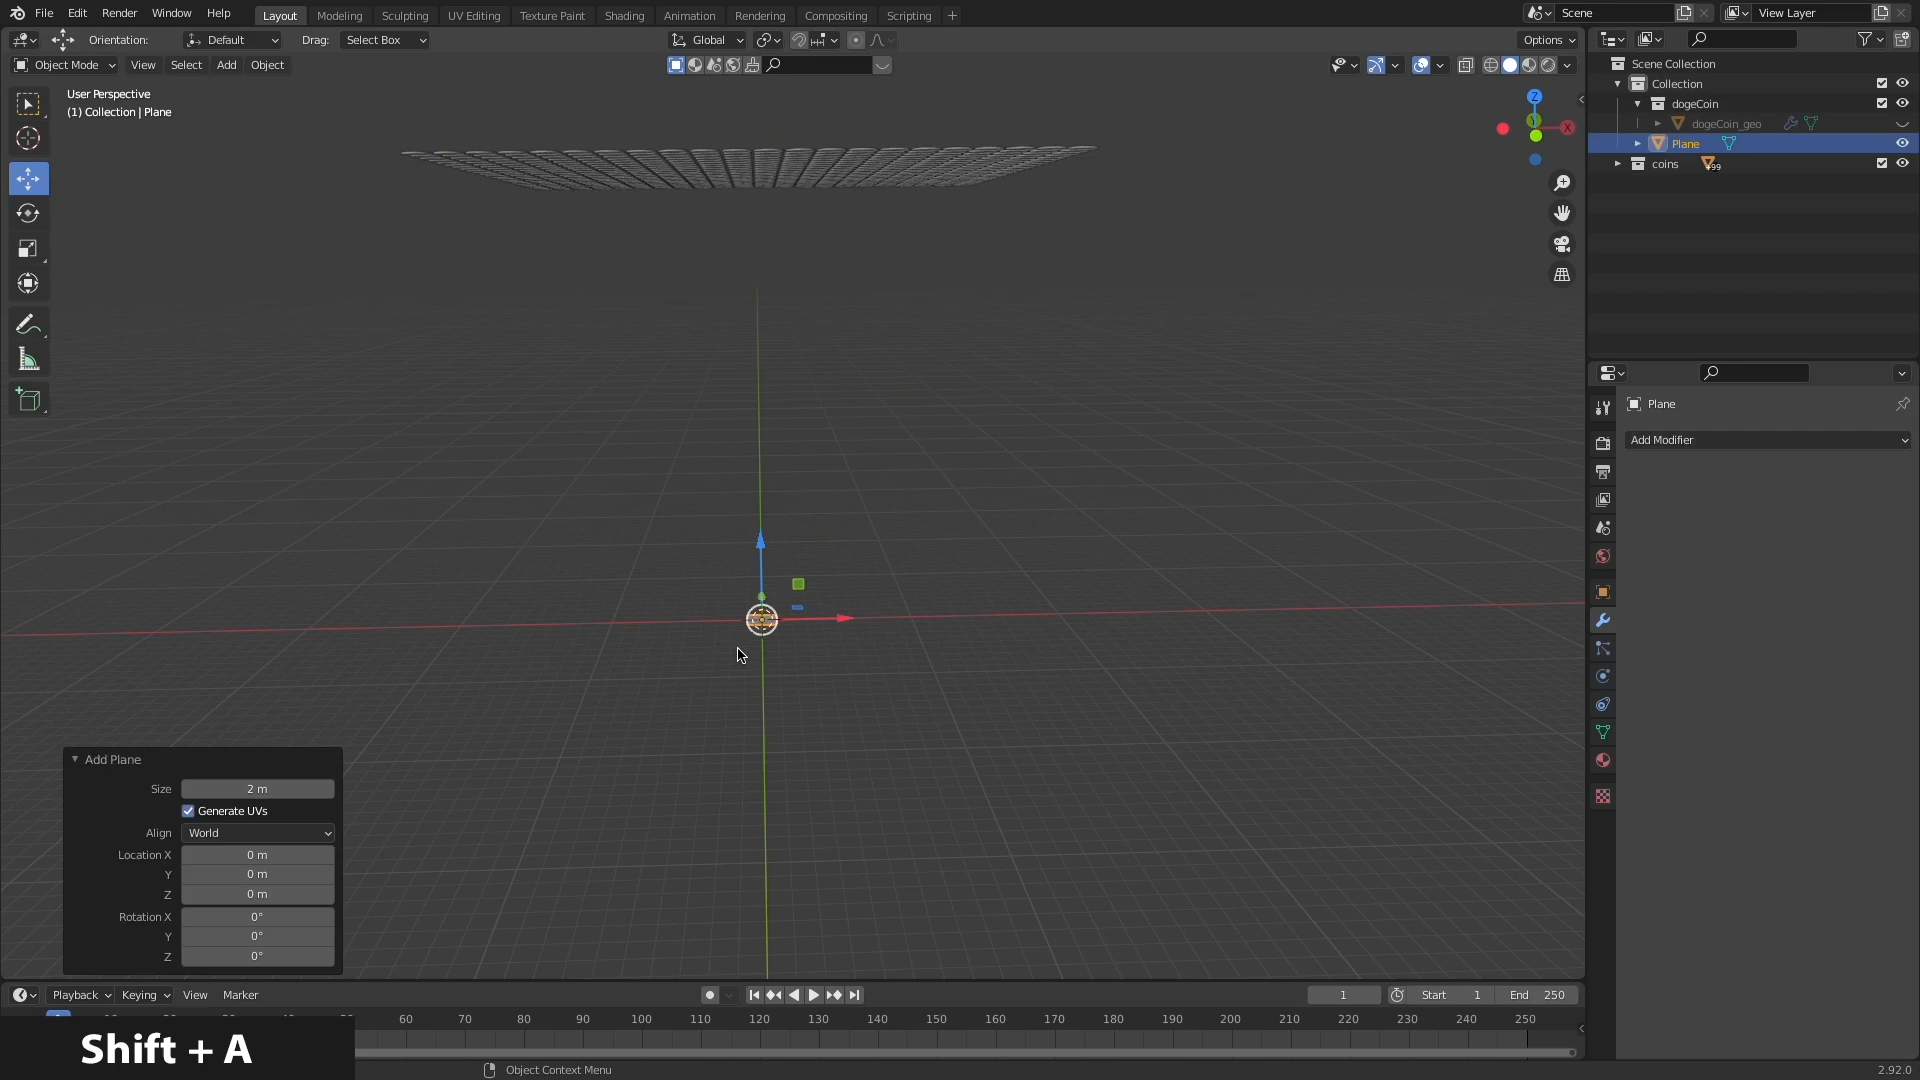 File Edit Render Window Help Layout Modeling Sculpting UV Editing Texture Paint Shading Animation Rendering Compositing Scripting + Scene View Layer
Orientation: Default Drag: Select Box Global Options
Object Mode View Select Add Object
User Perspective
(1) Collection | Plane
Z
Y
X
Scene Collection
Collection
dogeCoin
dogeCoin_geo
Plane
coins +99
Plane
Add Modifier
Add Plane
Size 2 m
Generate UVs
Align World
Location X 0 m
Y 0 m
Z 0 m
Rotation X 0°
Y 0°
Z 0°
Playback Keying View Marker 1 Start 1 End 250
60 70 80 90 100 110 120 130 140 150 160 170 180 190 200 210 220 230 240 250
Shift + A
Object Context Menu
2.92.0